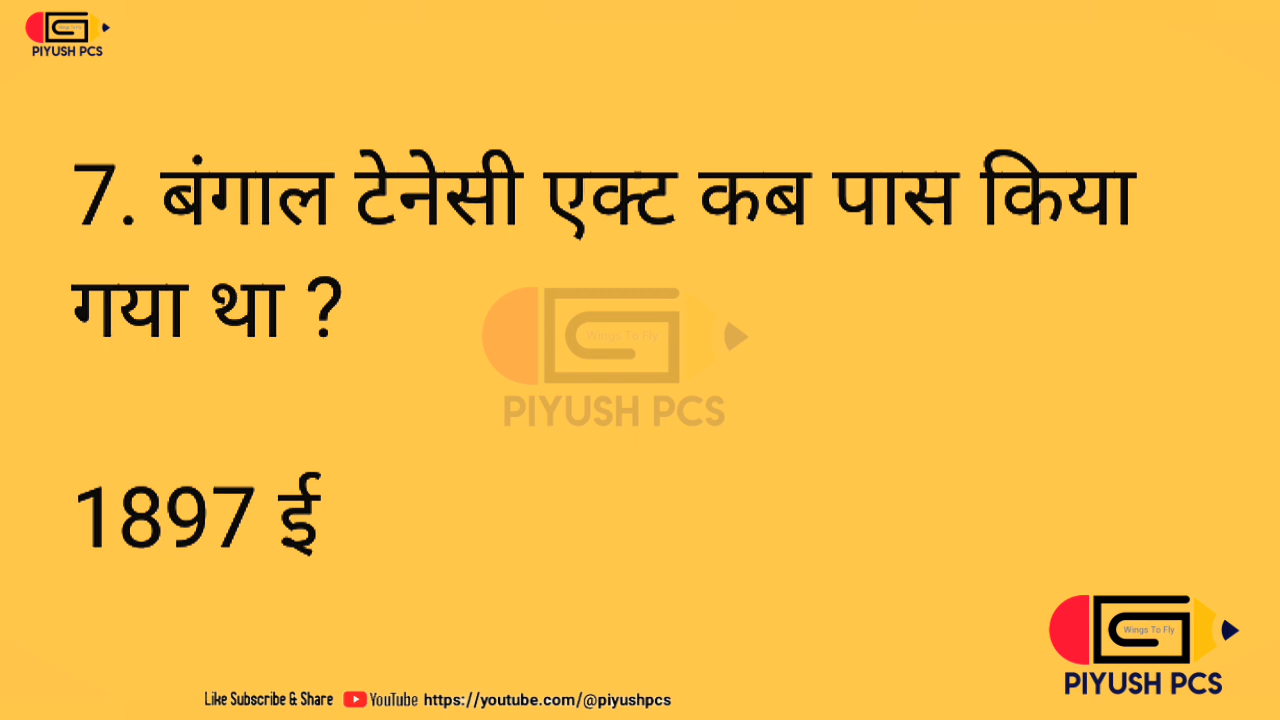 PIYUSH PCS
7. बंगाल टेनेसी एक्ट कब पास किया
गया था ?
Wings To Fly
PIYUSH PCS
1897 ई
Wings To Fly
PIYUSH PCS
Like Subscribe & Share YouTube https://youtube.com/@piyushpcs